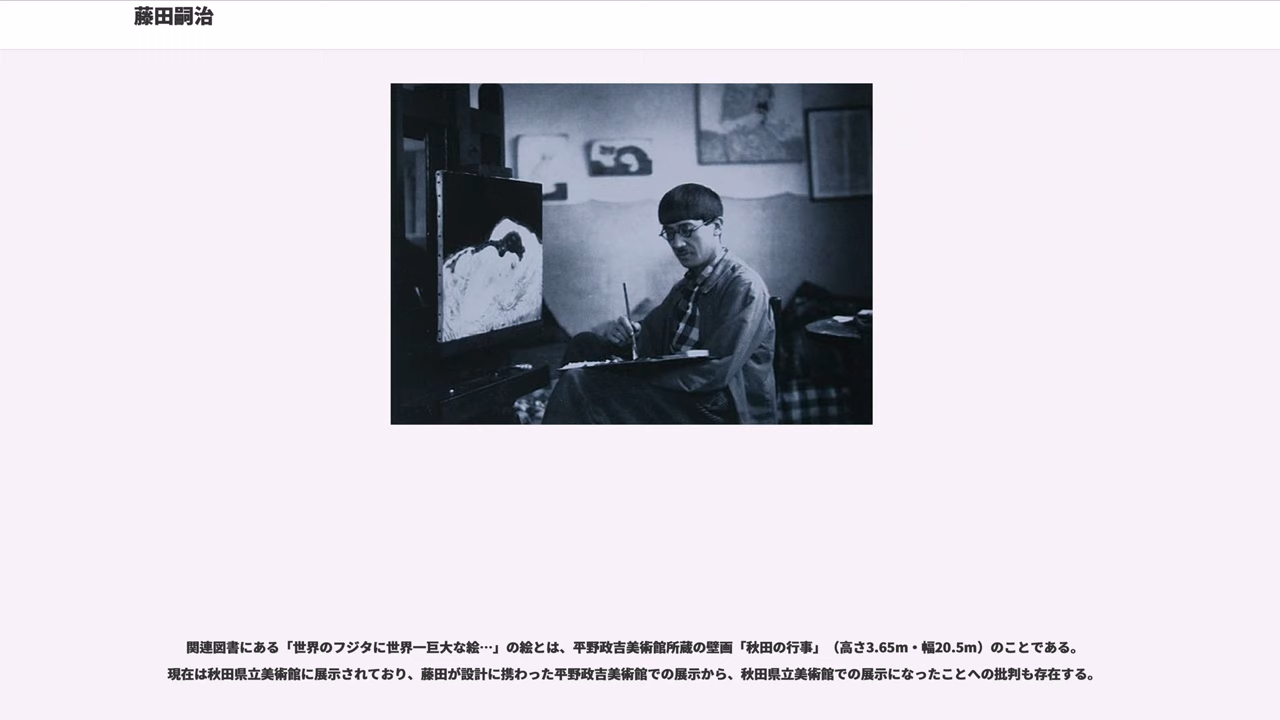 藤田嗣治
関連図書にある「世界のフジタに世界一巨大な絵…」の絵とは、平野政吉美術館所蔵の壁画「秋田の行事」（高さ3.65m・幅20.5m）のことである。
現在は秋田県立美術館に展示されており、藤田が設計に携わった平野政吉美術館での展示から、秋田県立美術館での展示になったことへの批判も存在する。